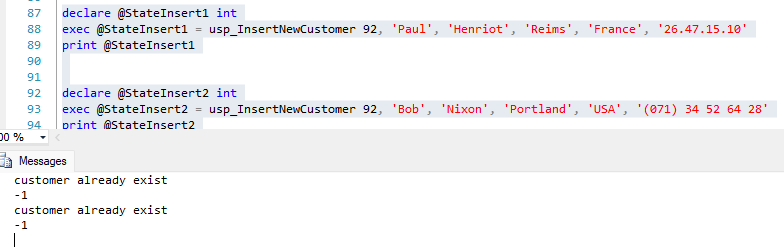 87 declare @StateInsert1 int
88 exec @StateInsert1 = usp_InsertNewCustomer 92, 'Paul', 'Henriot', 'Reims', 'France', '26.47.15.10'
89 print @StateInsert1
90
91
92 declare @StateInsert2 int
93 exec @StateInsert2 = usp_InsertNewCustomer 92, 'Bob', 'Nixon', 'Portland', 'USA', '(071) 34 52 64 28'
94 print @StateInsert2
00 %
Messages
customer already exist
-1
customer already exist
-1